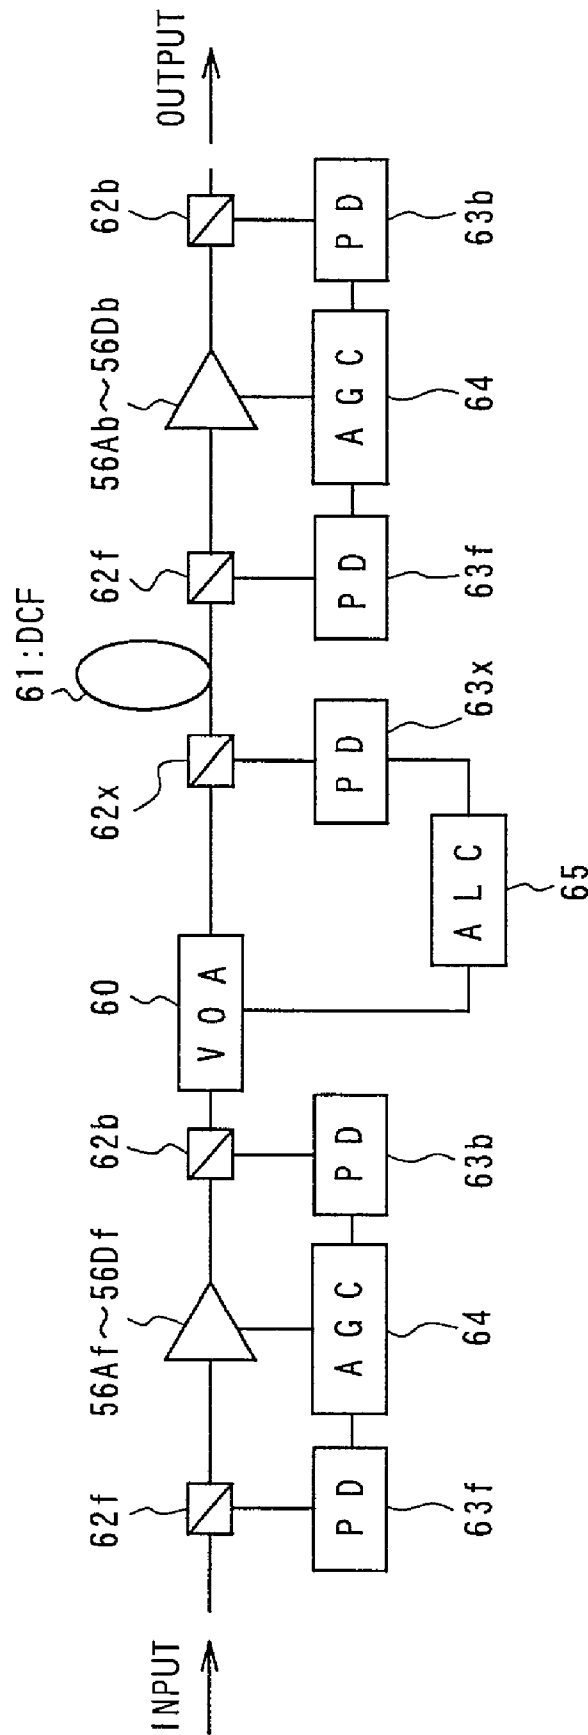 INPUT
62f
56Af~56Df
62b
60
62x
61:DCF
62f
56Ab~56Db
62b
OUTPUT
VOA
PD
AGC
PD
PD
PD
AGC
PD
ALC
63f
64
63b
65
63x
63f
64
63b